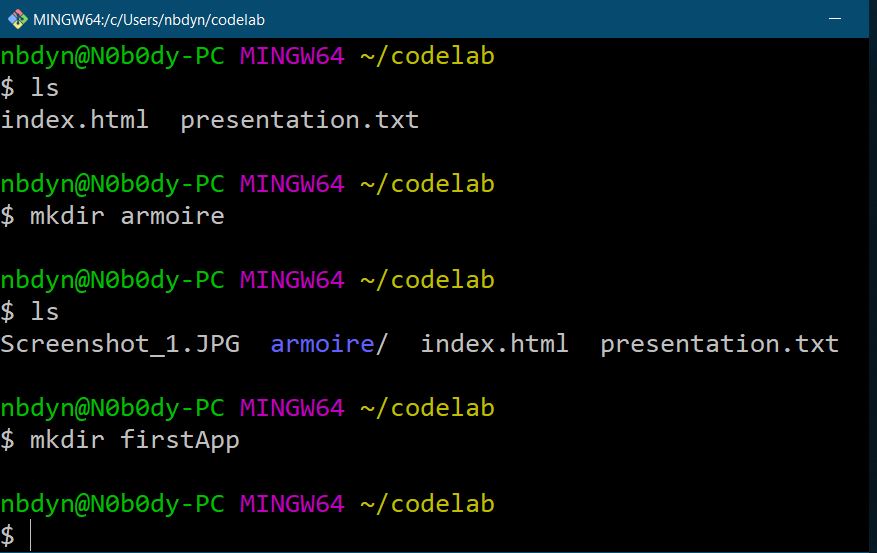 MINGW64:/c/Users/nbdyn/codelab
nbdyn@N0b0dy-PC MINGW64 ~/codelab
$ ls
index.html  presentation.txt
nbdyn@N0b0dy-PC MINGW64 ~/codelab
$ mkdir armoire
nbdyn@N0b0dy-PC MINGW64 ~/codelab
$ ls
Screenshot_1.JPG  armoire/  index.html  presentation.txt
nbdyn@N0b0dy-PC MINGW64 ~/codelab
$ mkdir firstApp
nbdyn@N0b0dy-PC MINGW64 ~/codelab
$